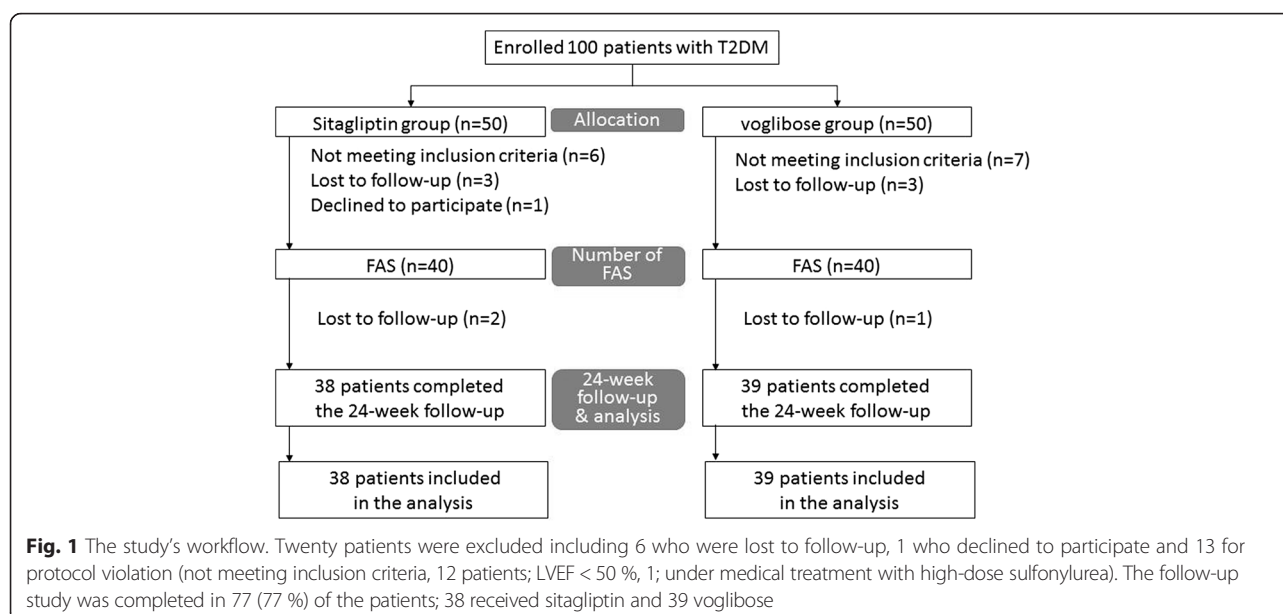 Enrolled 100 patients with T2DM
Sitagliptin group (n=50)
Allocation
voglibose group (n=50)
Not meeting inclusion criteria (n=6)
Lost to follow-up (n=3)
Declined to participate (n=1)
Not meeting inclusion criteria (n=7)
Lost to follow-up (n=3)
FAS (n=40)
Number of
FAS
FAS (n=40)
Lost to follow-up (n=2)
Lost to follow-up (n=1)
38 patients completed
the 24-week follow-up
24-week
follow-up
& analysis
39 patients completed
the 24-week follow-up
38 patients included
in the analysis
39 patients included
in the analysis
Fig. 1 The study's workflow. Twenty patients were excluded including 6 who were lost to follow-up, 1 who declined to participate and 13 for
protocol violation (not meeting inclusion criteria, 12 patients; LVEF < 50 %, 1; under medical treatment with high-dose sulfonylurea). The follow-up
study was completed in 77 (77 %) of the patients; 38 received sitagliptin and 39 voglibose